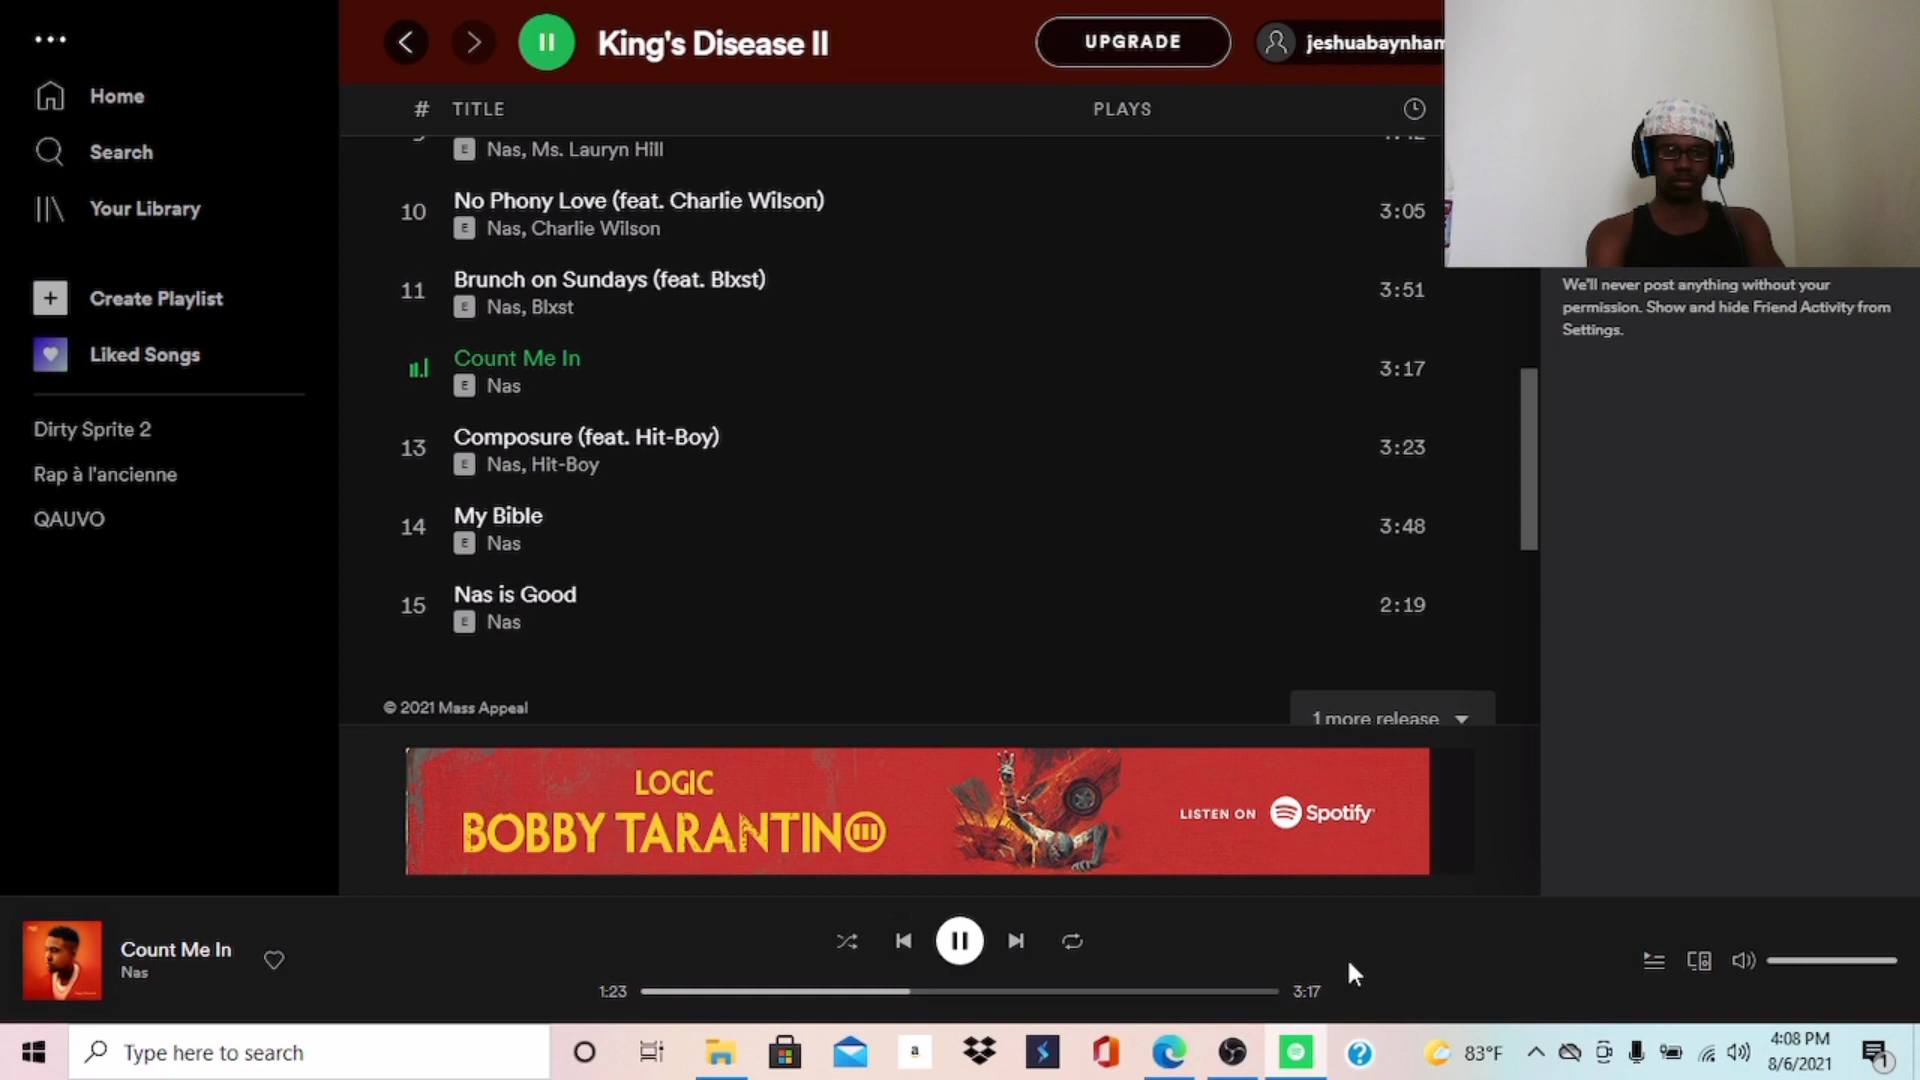 King's Disease II
UPGRADE
jeshuabaynham
Home
Search
Your Library
Create Playlist
Liked Songs
Dirty Sprite 2
Rap à l'ancienne
QAUVO
# TITLE PLAYS
E Nas, Ms. Lauryn Hill
10 No Phony Love (feat. Charlie Wilson) 3:05
E Nas, Charlie Wilson
11 Brunch on Sundays (feat. Blxst) 3:51
E Nas, Blxst
Count Me In 3:17
E Nas
13 Composure (feat. Hit-Boy) 3:23
E Nas, Hit-Boy
14 My Bible 3:48
E Nas
15 Nas is Good 2:19
E Nas
© 2021 Mass Appeal
1 more release
We'll never post anything without your
permission. Show and hide Friend Activity from
Settings.
LOGIC
BOBBY TARANTINO III
LISTEN ON Spotify
Count Me In
Nas
1:23
3:17
Type here to search
a
83°F
4:08 PM
8/6/2021
1